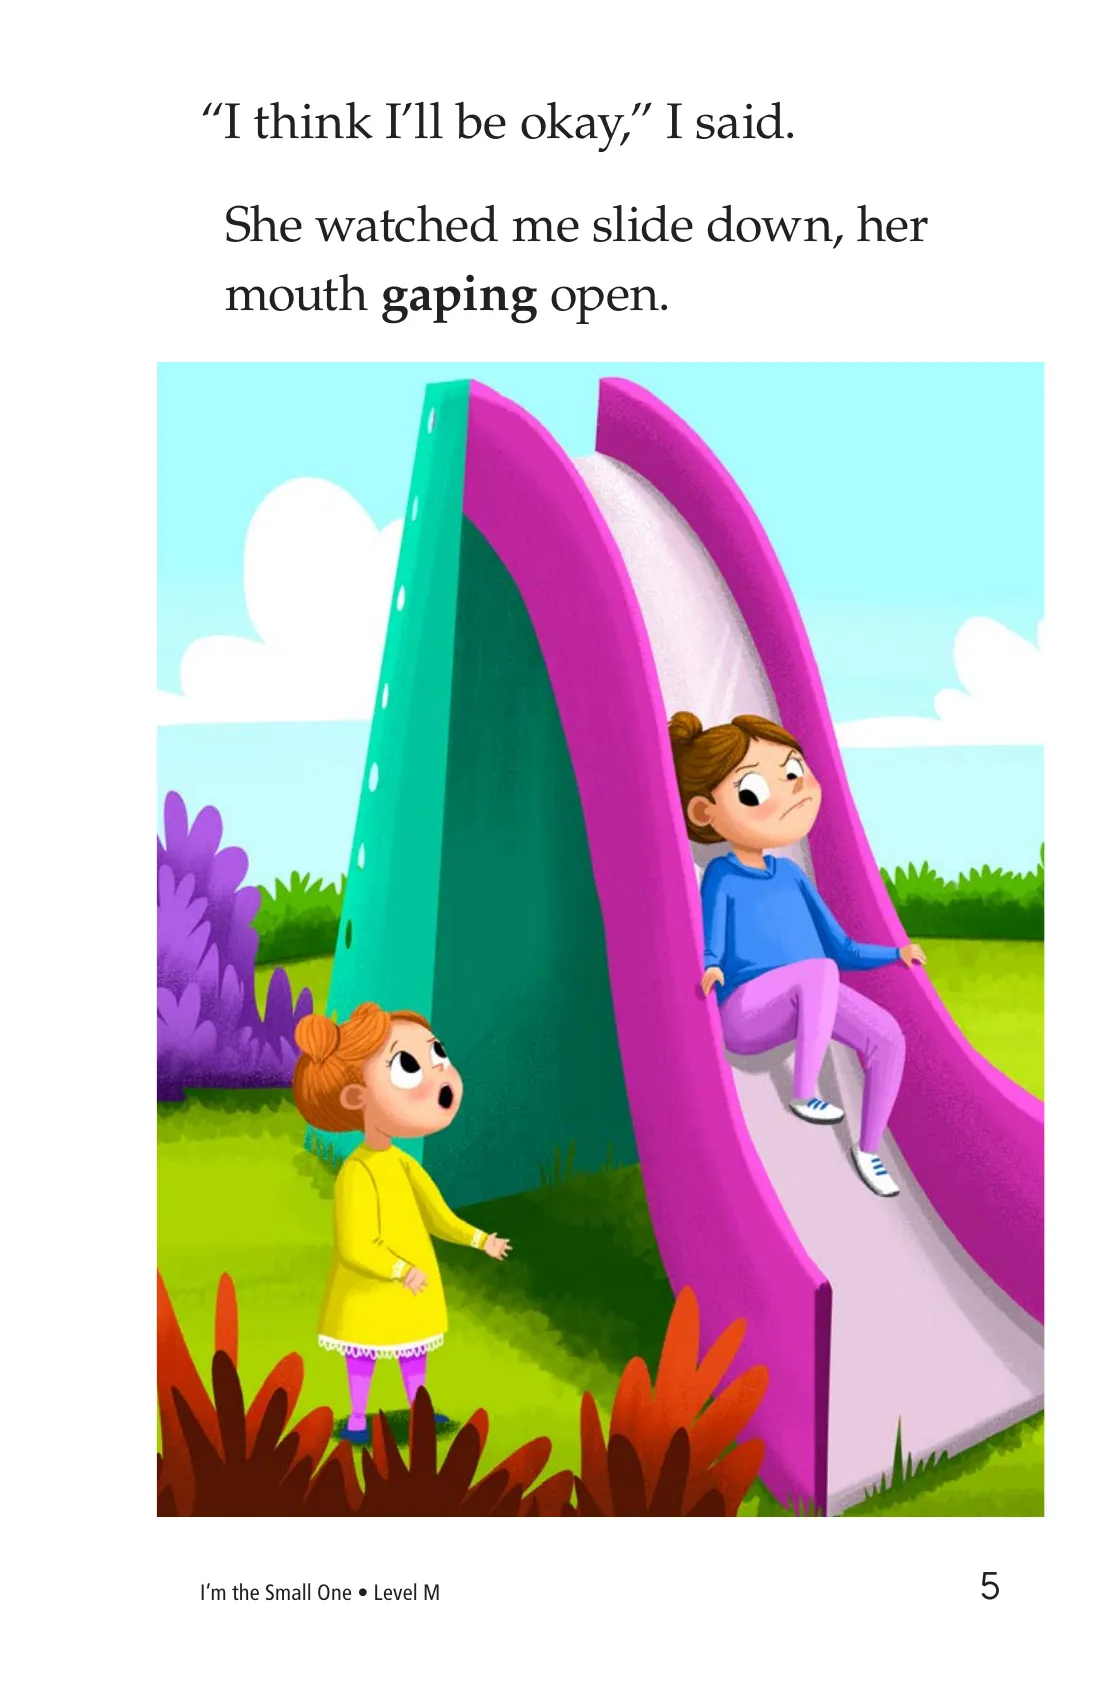 “I think I’ll be okay,” I said.
She watched me slide down, her
mouth gaping open.
I’m the Small One • Level M
5